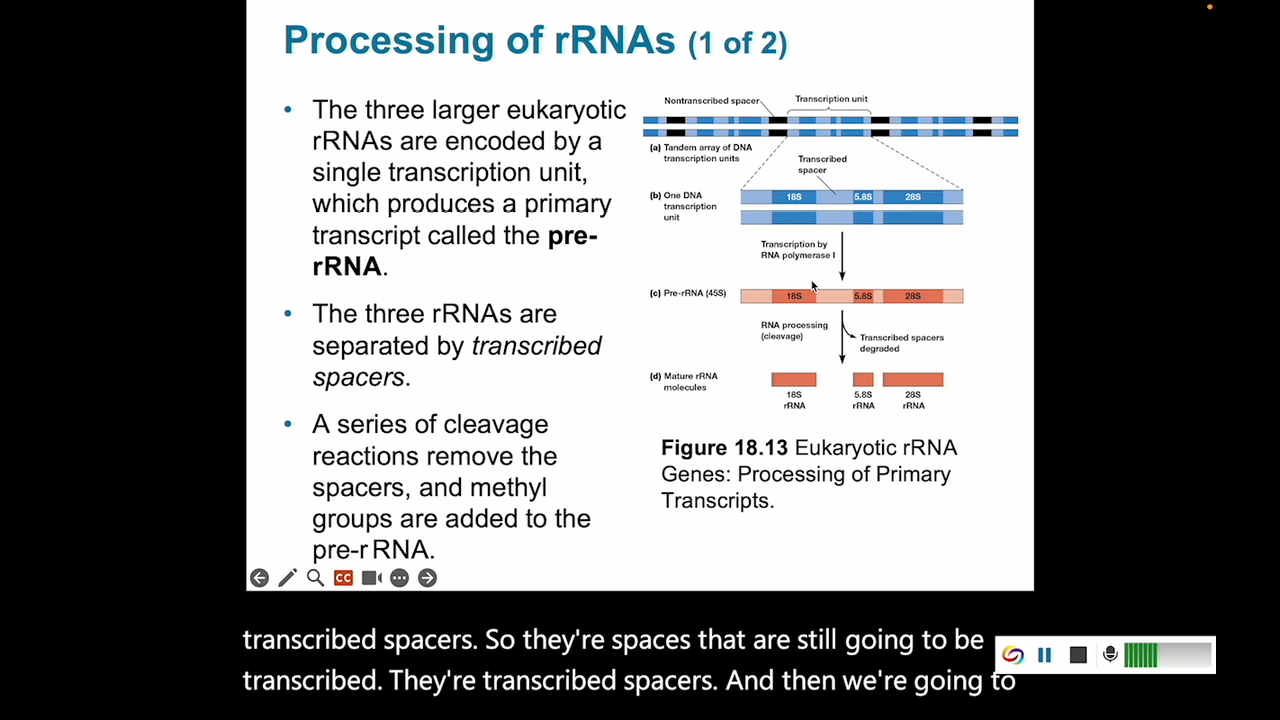 Processing of rRNAs (1 of 2)
• The three larger eukaryotic
rRNAs are encoded by a
single transcription unit,
which produces a primary
transcript called the pre-
rRNA.
• The three rRNAs are
separated by transcribed
spacers.
• A series of cleavage
reactions remove the
spacers, and methyl
groups are added to the
pre-r RNA.
Nontranscribed spacer
Transcription unit
(a) Tandem array of DNA
transcription units
Transcribed
spacer
(b) One DNA
transcription
unit
18S 5.8S 28S
Transcription by
RNA polymerase I
(c) Pre-rRNA (45S)
18S 5.8S 28S
RNA processing
(cleavage)
Transcribed spacers
degraded
(d) Mature rRNA
molecules
18S 5.8S 28S
rRNA rRNA rRNA
Figure 18.13 Eukaryotic rRNA
Genes: Processing of Primary
Transcripts.
CC
transcribed spacers. So they're spaces that are still going to be
transcribed. They're transcribed spacers. And then we're going to